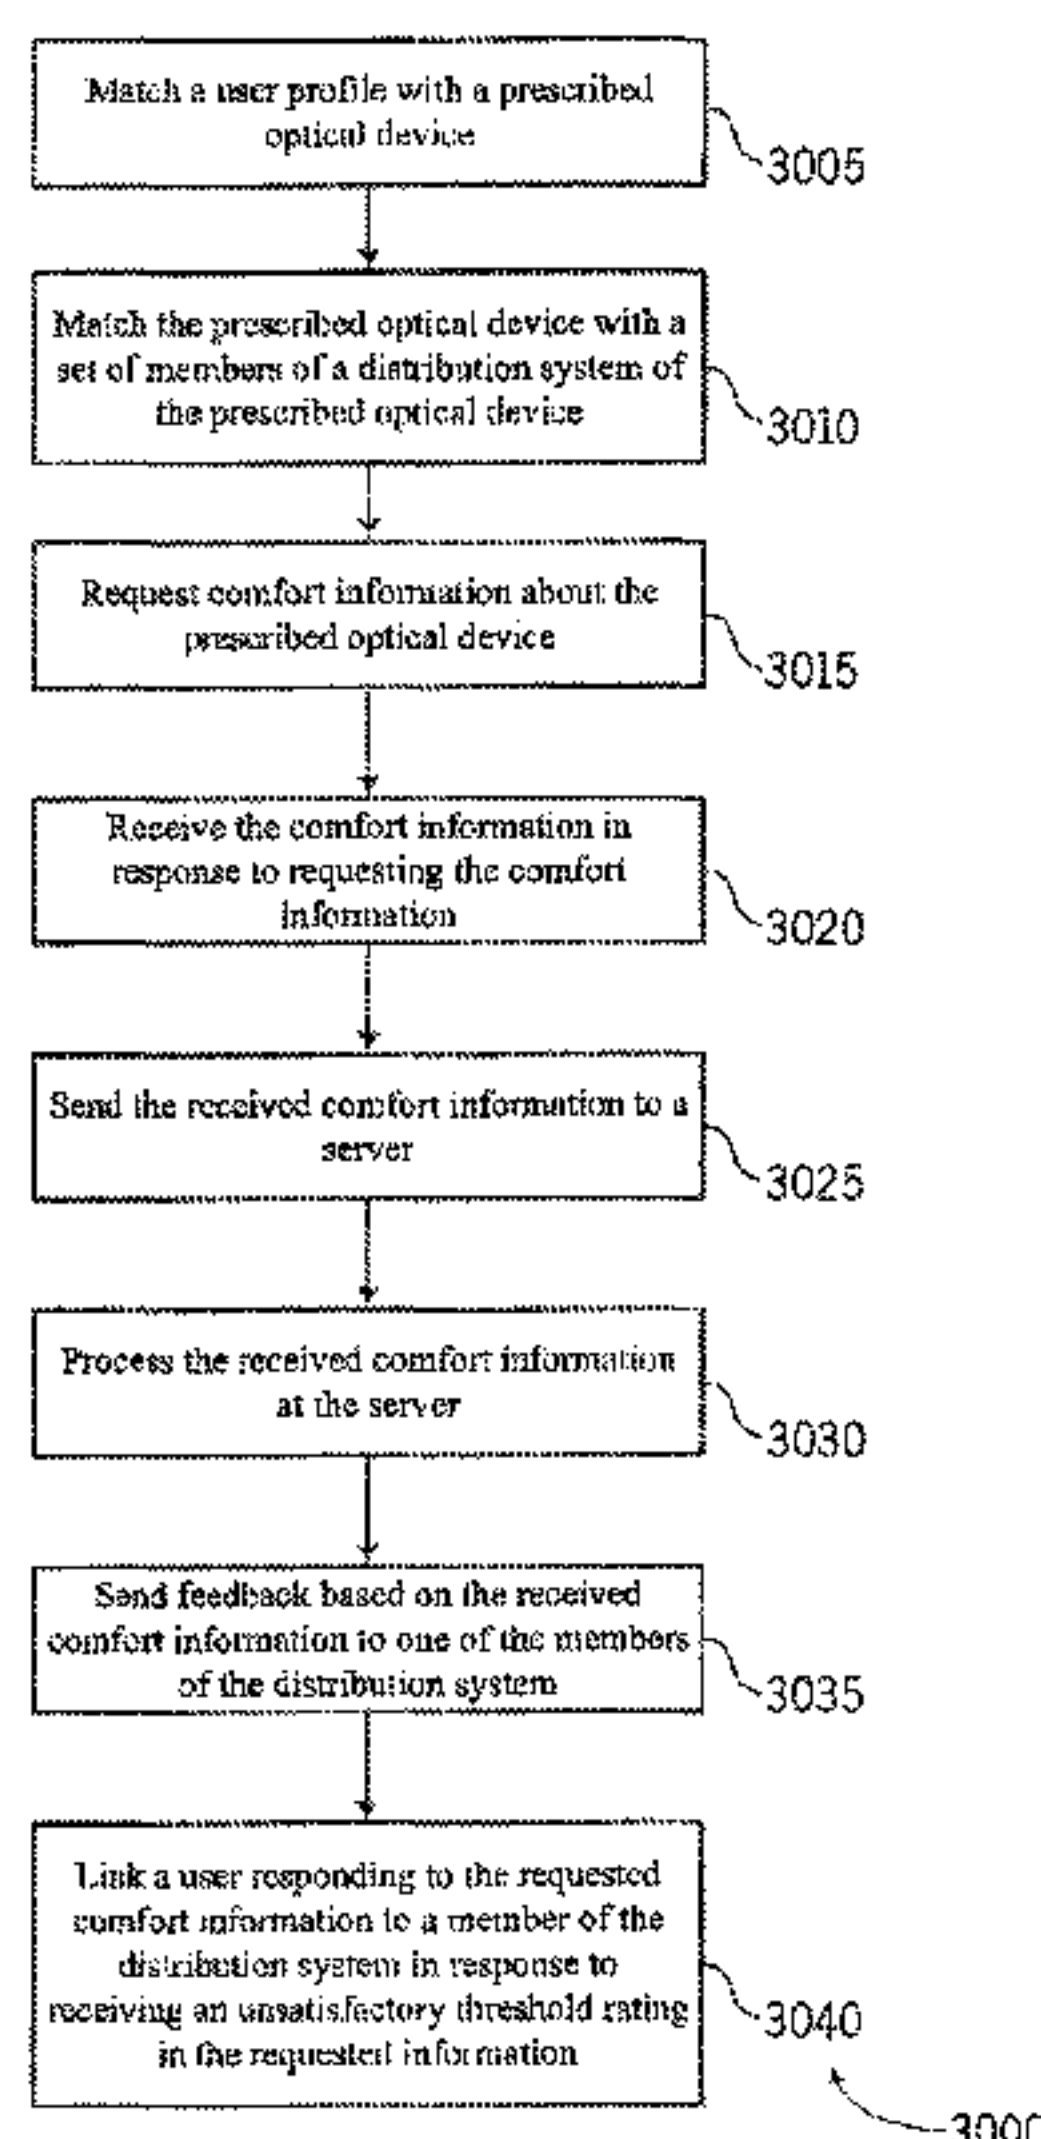 Match a user profile with a prescribed
optical device
3005
Match the prescribed optical device with a
set of members of a distribution system of
the prescribed optical device
3010
Request comfort information about the
prescribed optical device
3015
Receive the comfort information in
response to requesting the comfort
information
3020
Send the received comfort information to a
server
3025
Process the received comfort information
at the server
3030
Send feedback based on the received
comfort information to one of the members
of the distribution system
3035
Link a user responding to the requested
comfort information to a member of the
distribution system in response to
receiving an unsatisfactory threshold rating
in the requested information
3040
3000